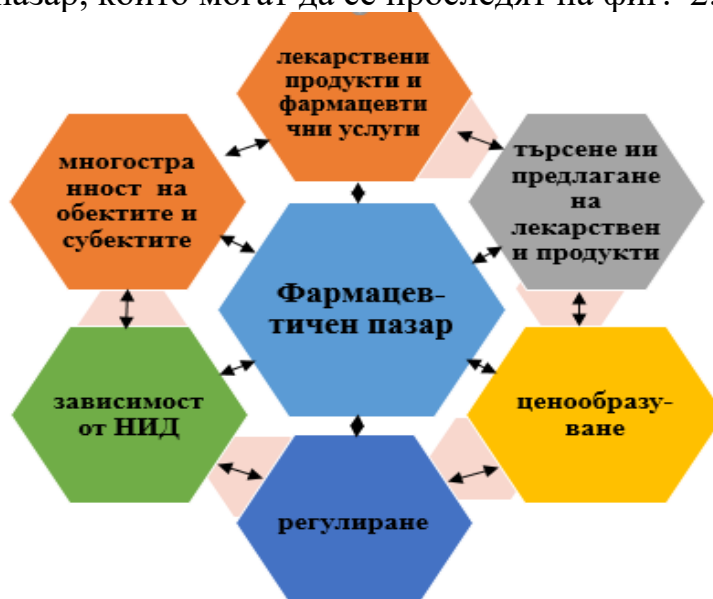 пазар, които могат да се проследят на фиг. 2.
лекарствени
продукти и
фармацевти
чни услуги
многостра
нност на
обектите и
субектите
търсене ии
предлагане
на
лекарствен
и продукти
Фармацев-
тичен пазар
зависимост
от НИД
ценообразу-
ване
регулиране